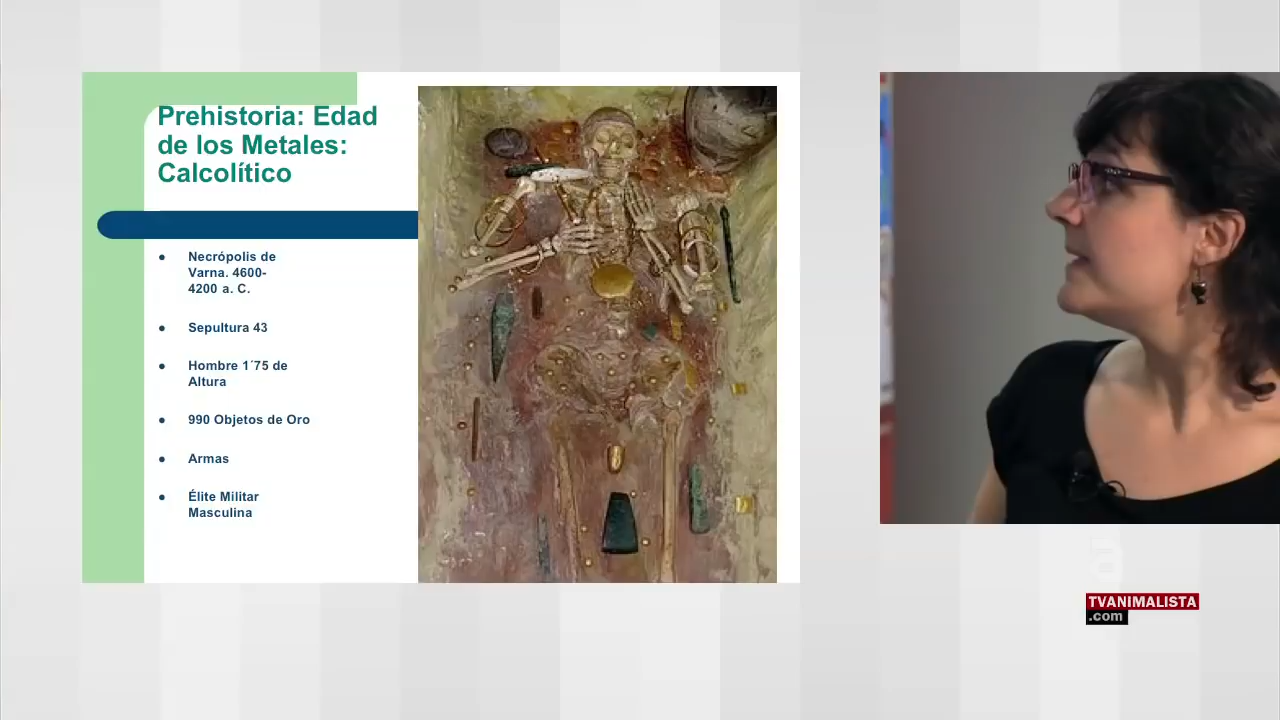 Prehistoria: Edad
de los Metales:
Calcolítico
• Necrópolis de
Varna. 4600-
4200 a. C.
• Sepultura 43
• Hombre 1´75 de
Altura
• 990 Objetos de Oro
• Armas
• Élite Militar
Masculina
a
TVANIMALISTA
.com